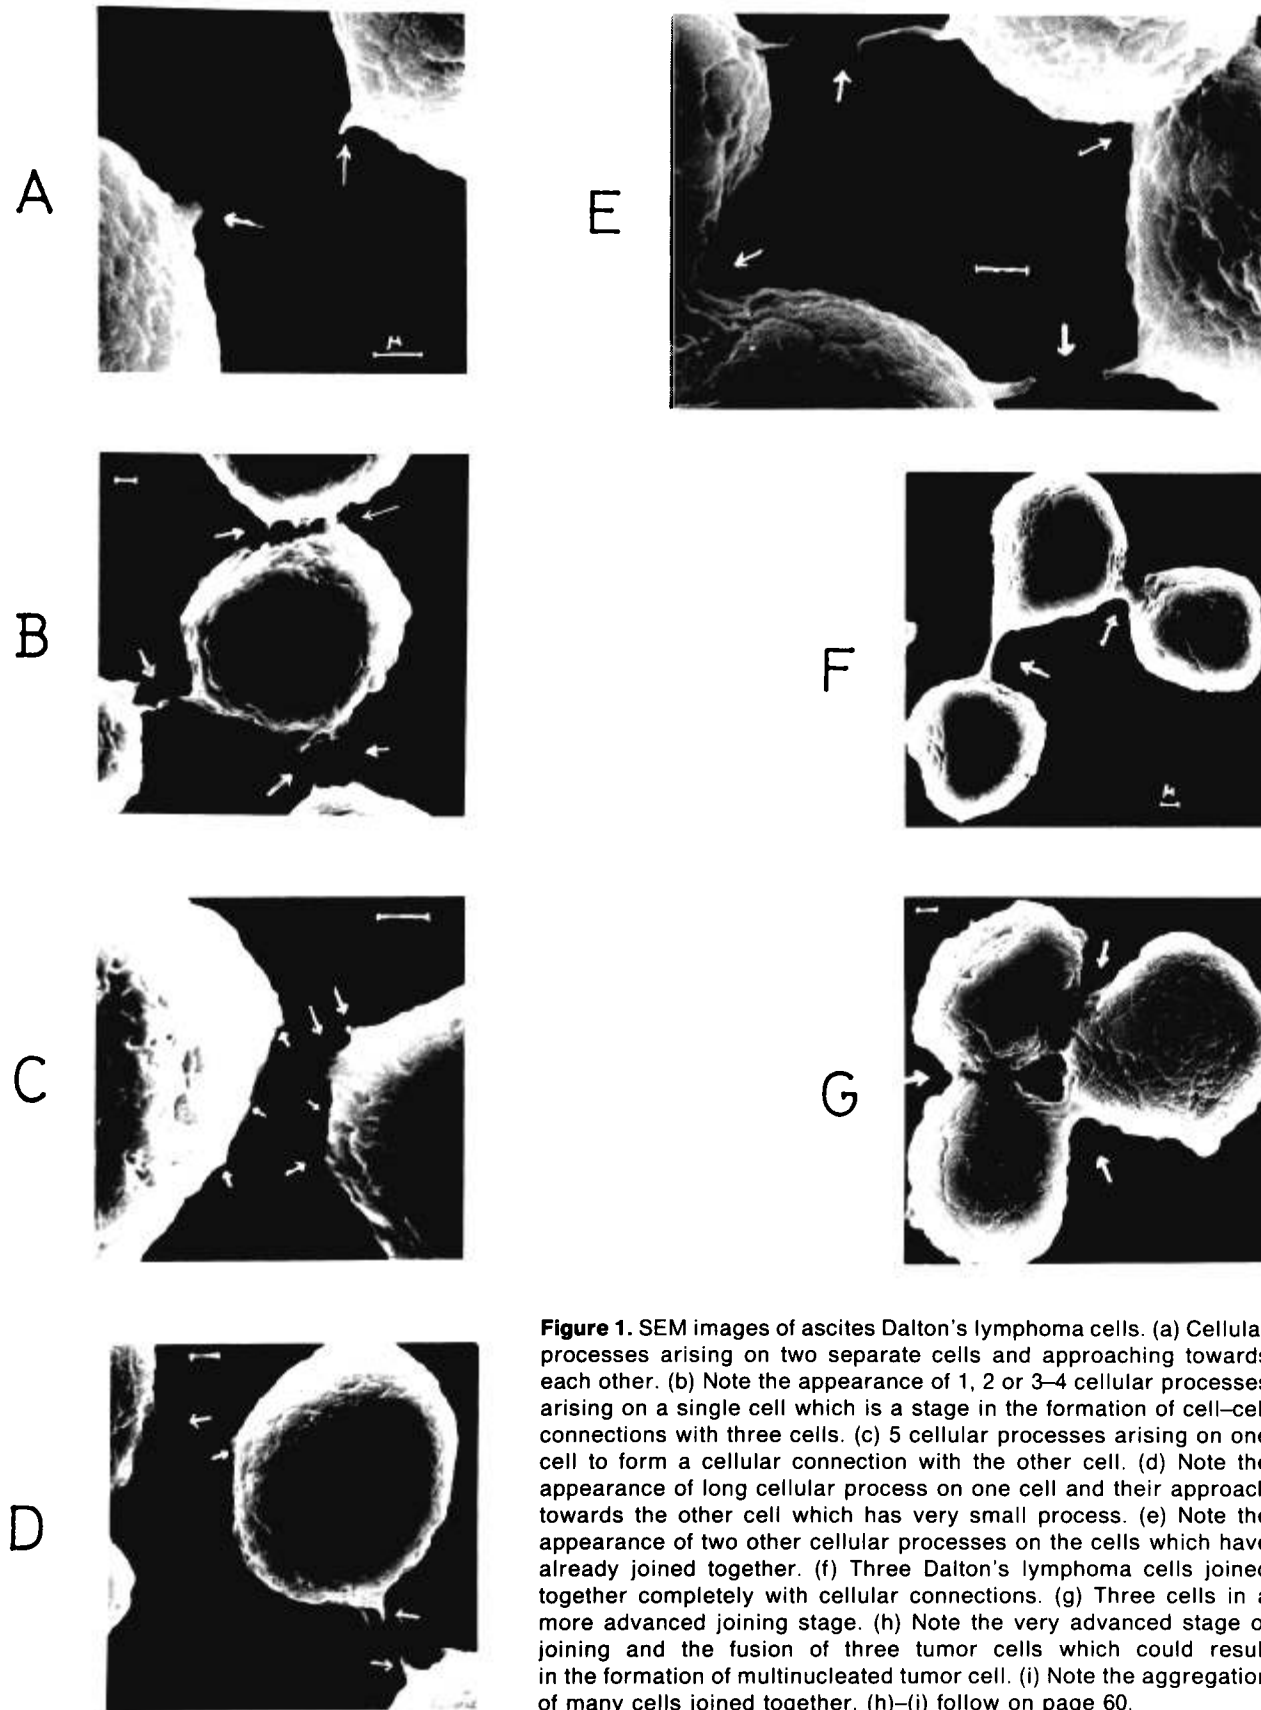 A
μ
E
B
F
μ
C
G
D
Figure 1. SEM images of ascites Dalton's lymphoma cells. (a) Cellula
processes arising on two separate cells and approaching towards
each other. (b) Note the appearance of 1, 2 or 3–4 cellular processes
arising on a single cell which is a stage in the formation of cell–cel
connections with three cells. (c) 5 cellular processes arising on one
cell to form a cellular connection with the other cell. (d) Note the
appearance of long cellular process on one cell and their approach
towards the other cell which has very small process. (e) Note the
appearance of two other cellular processes on the cells which have
already joined together. (f) Three Dalton's lymphoma cells joined
together completely with cellular connections. (g) Three cells in a
more advanced joining stage. (h) Note the very advanced stage o
joining and the fusion of three tumor cells which could resul
in the formation of multinucleated tumor cell. (i) Note the aggregation
of many cells joined together. (h)–(i) follow on page 60.